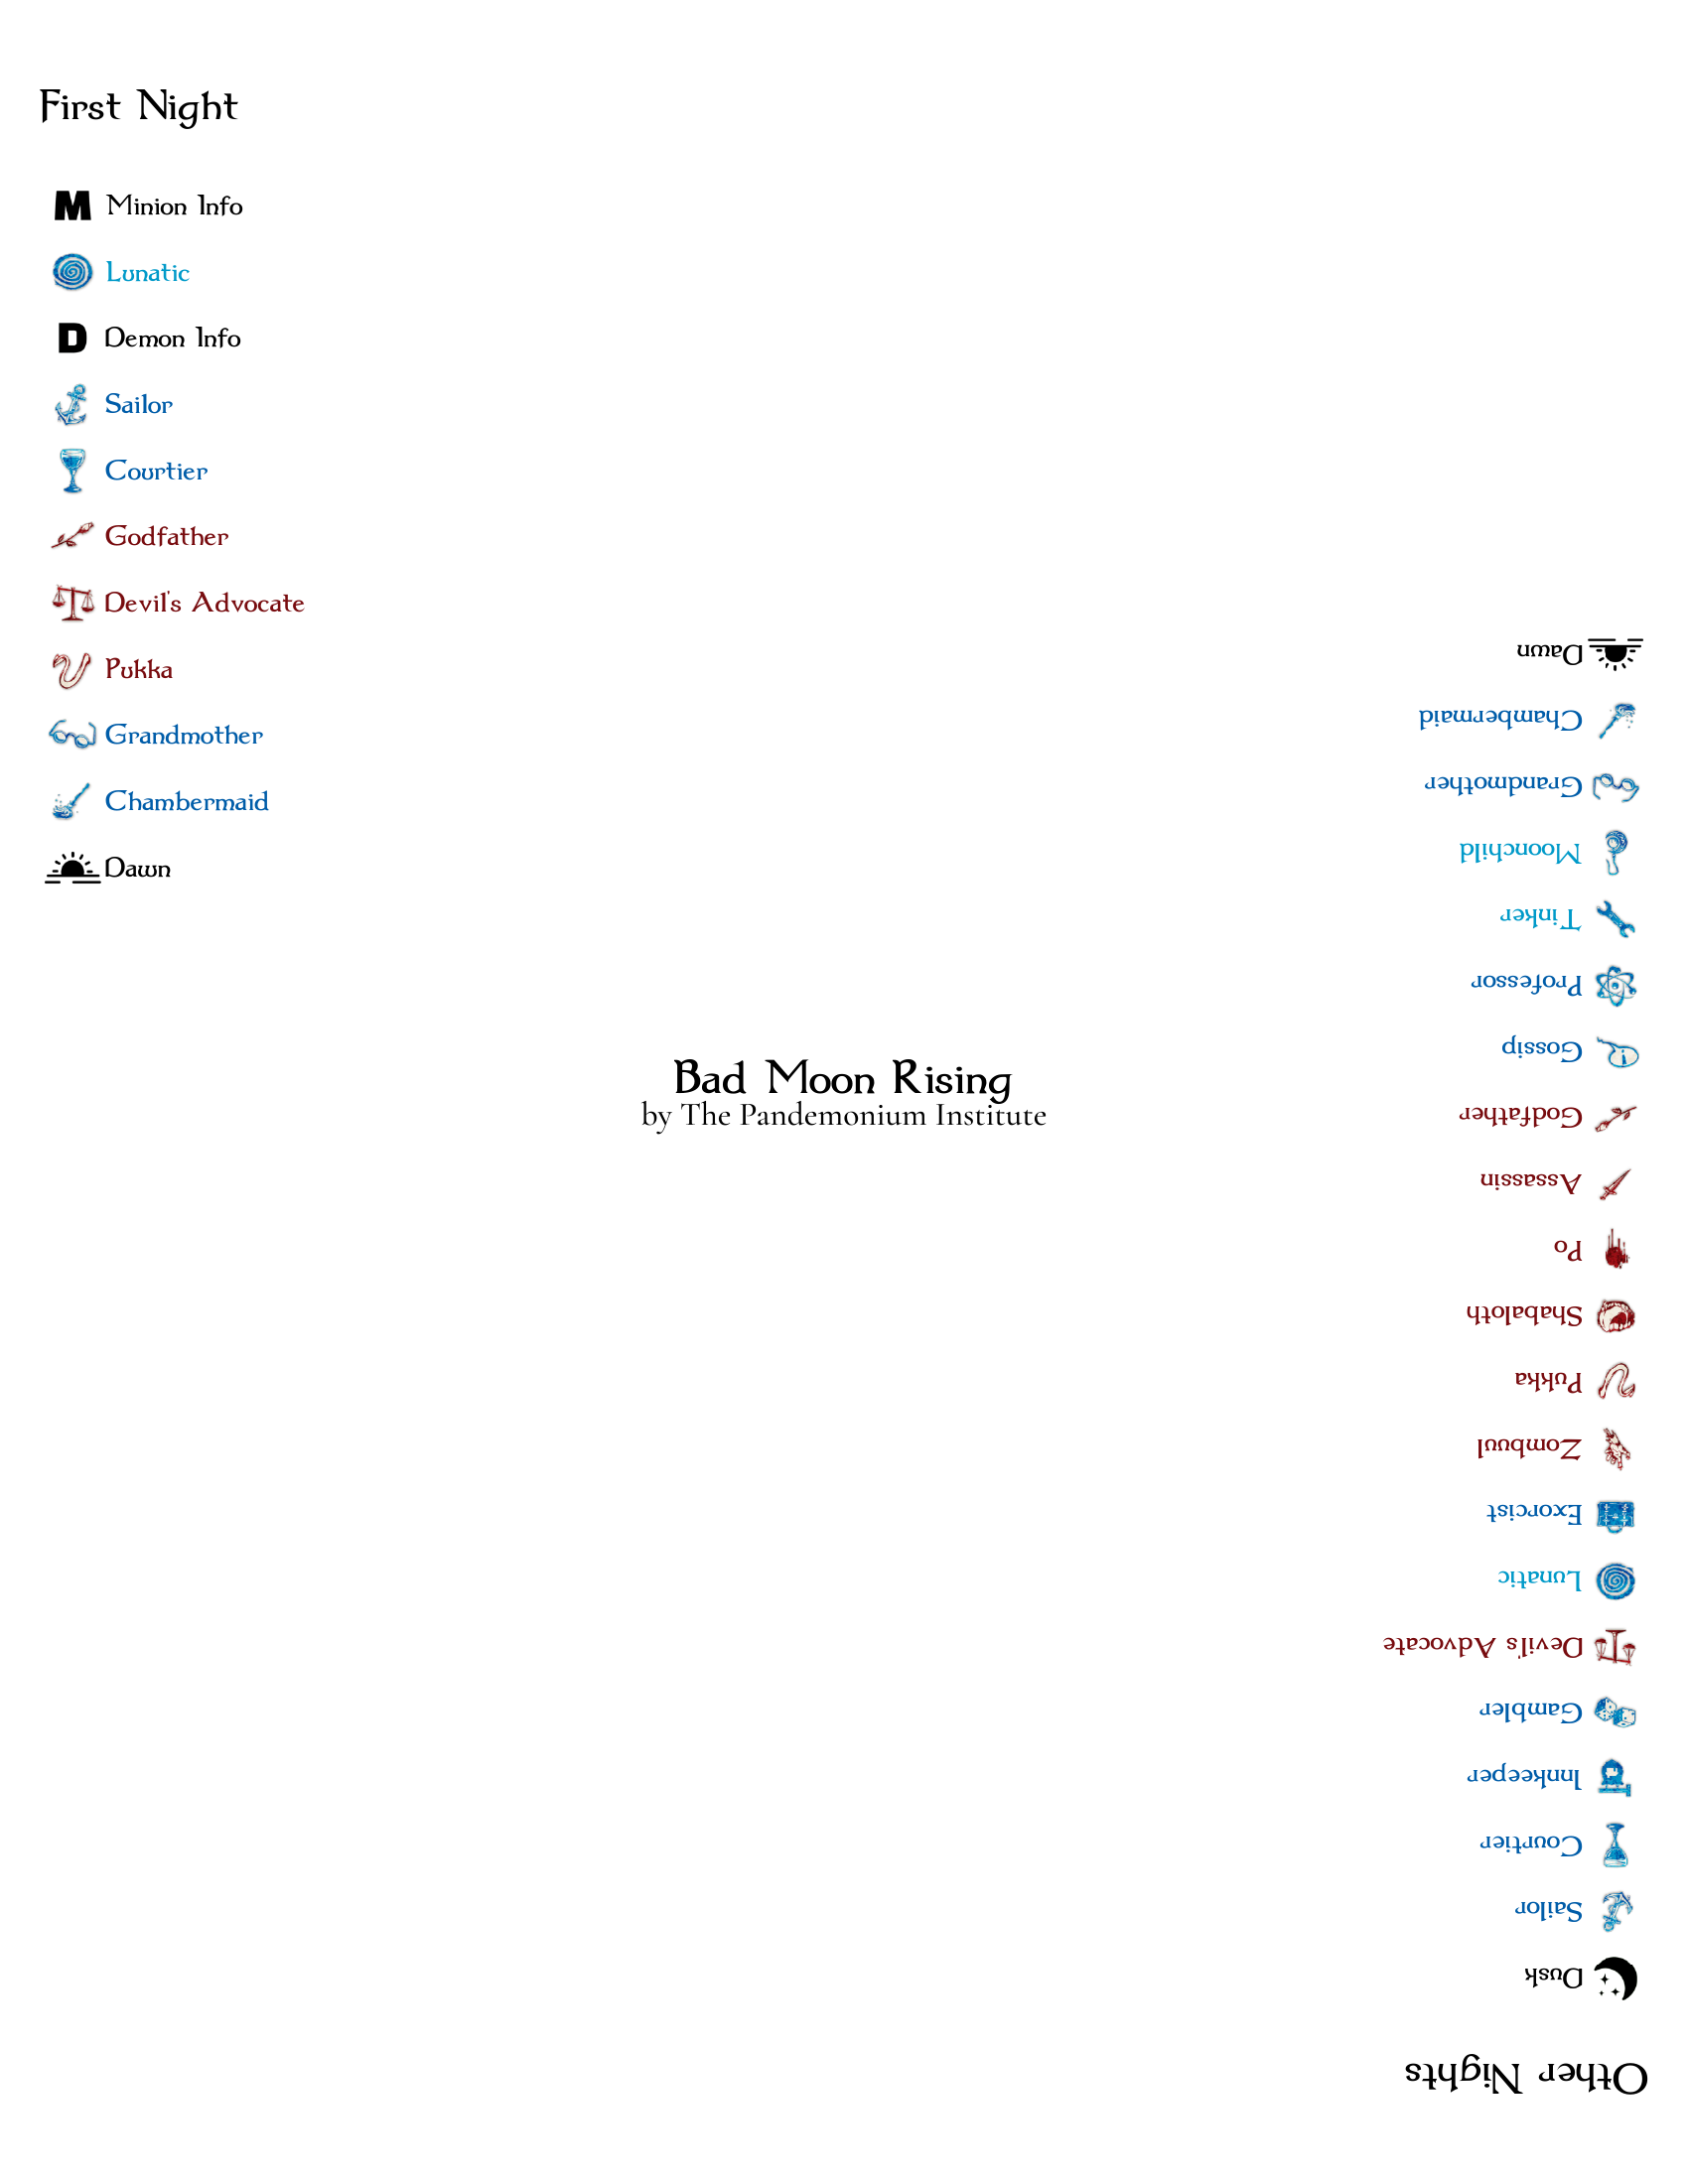 First Night
M Minion Info
Lunatic
D Demon Info
Sailor
Courtier
Godfather
Devil's Advocate
Pukka
Grandmother
Chambermaid
Dawn
Bad Moon Rising
by The Pandemonium Institute
Other Nights
Dusk
Sailor
Courtier
Innkeeper
Gambler
Devil's Advocate
Lunatic
Exorcist
Zombuul
Pukka
Shabaloth
Po
Assassin
Godfather
Gossip
Professor
Tinker
Moonchild
Grandmother
Chambermaid
Dawn